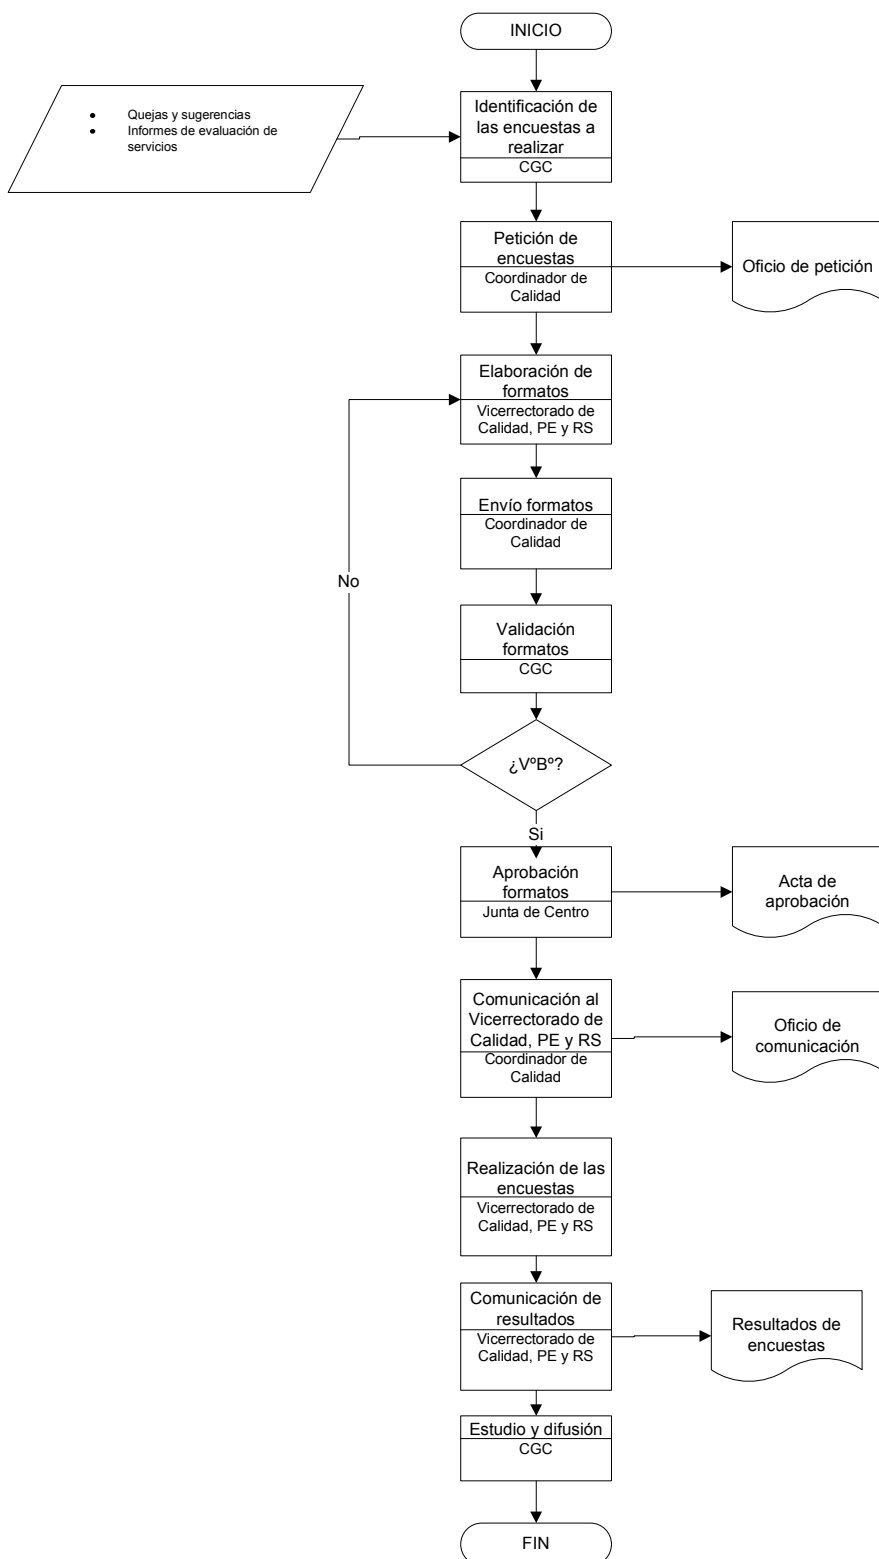 INICIO
• Quejas y sugerencias
• Informes de evaluación de
servicios
Identificación de
las encuestas a
realizar
CGC
Petición de
encuestas
Coordinador de
Calidad
Oficio de petición
Elaboración de
formatos
Vicerrectorado de
Calidad, PE y RS
Envío formatos
Coordinador de
Calidad
No
Validación
formatos
CGC
¿VºBº?
Si
Aprobación
formatos
Junta de Centro
Acta de
aprobación
Comunicación al
Vicerrectorado de
Calidad, PE y RS
Coordinador de
Calidad
Oficio de
comunicación
Realización de las
encuestas
Vicerrectorado de
Calidad, PE y RS
Comunicación de
resultados
Vicerrectorado de
Calidad, PE y RS
Resultados de
encuestas
Estudio y difusión
CGC
FIN